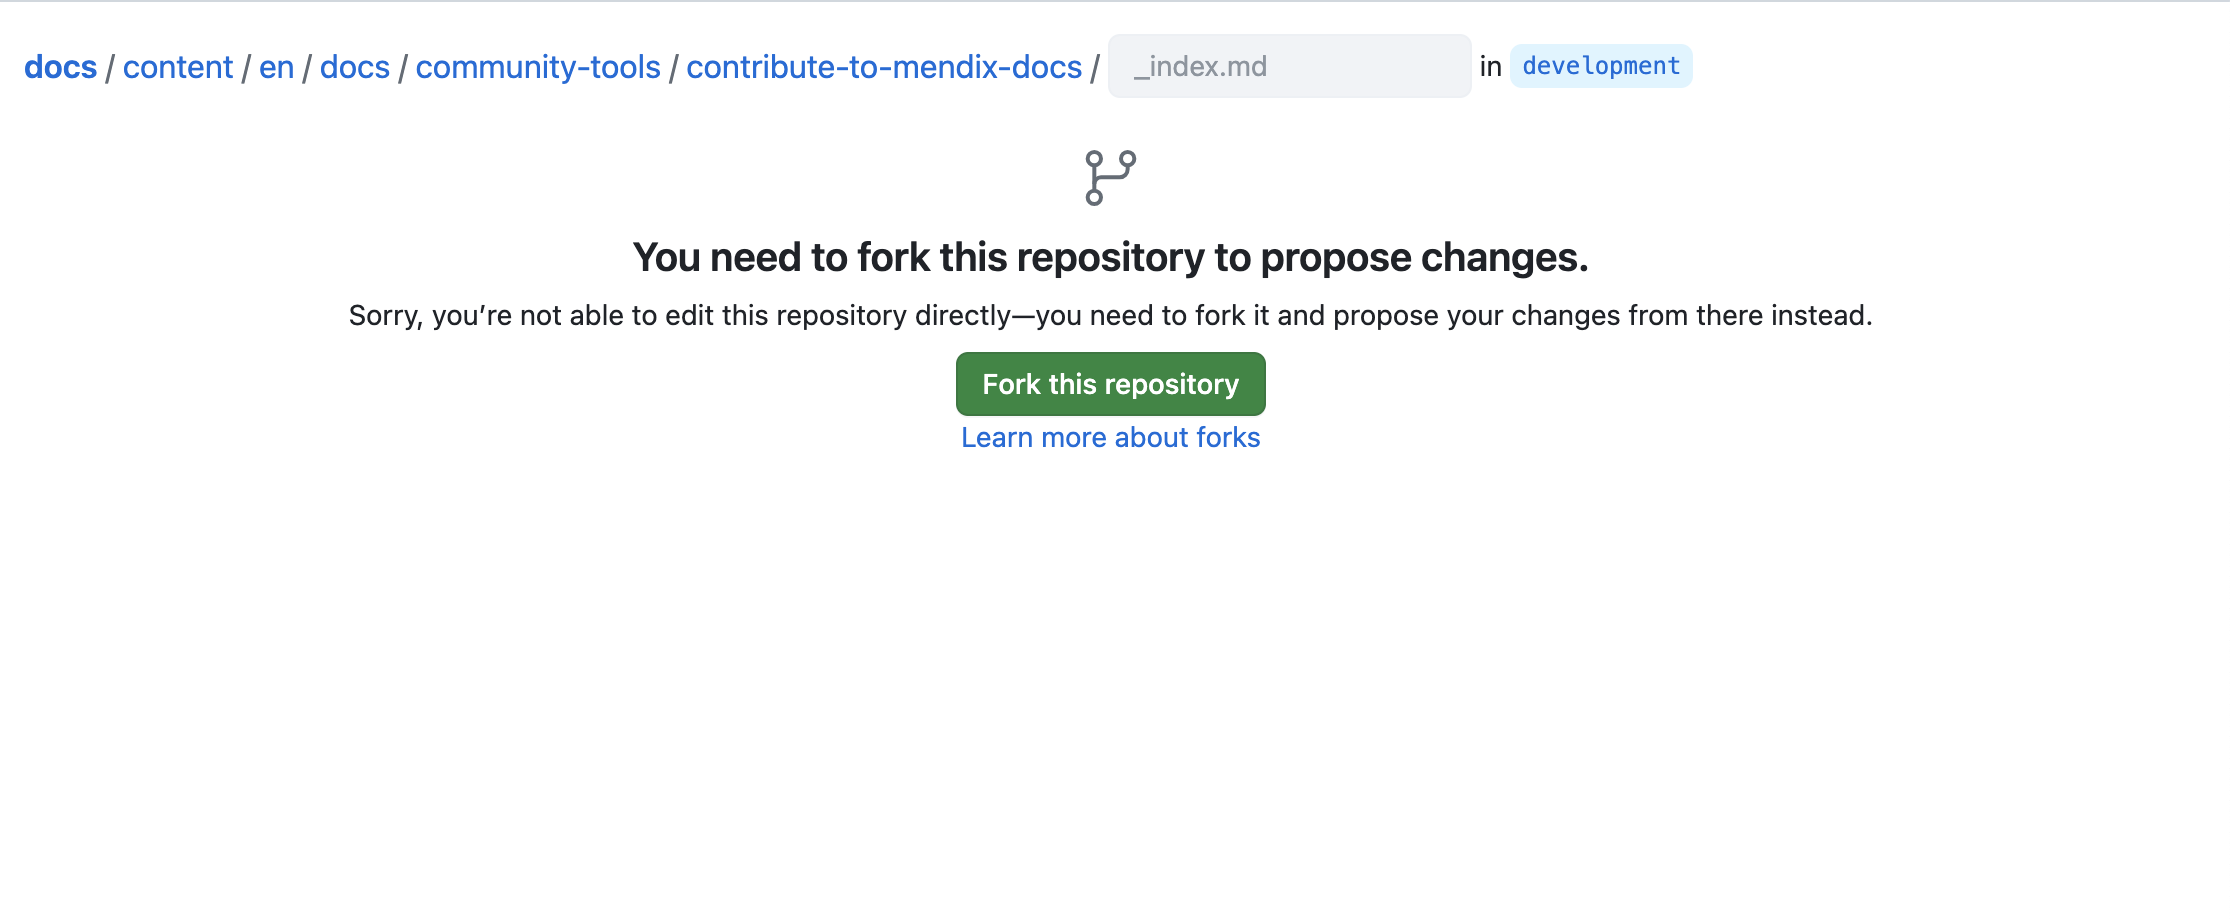 docs / content / en / docs / community-tools / contribute-to-mendix-docs / _index.md in development
You need to fork this repository to propose changes.
Sorry, you’re not able to edit this repository directly—you need to fork it and propose your changes from there instead.
Fork this repository
Learn more about forks